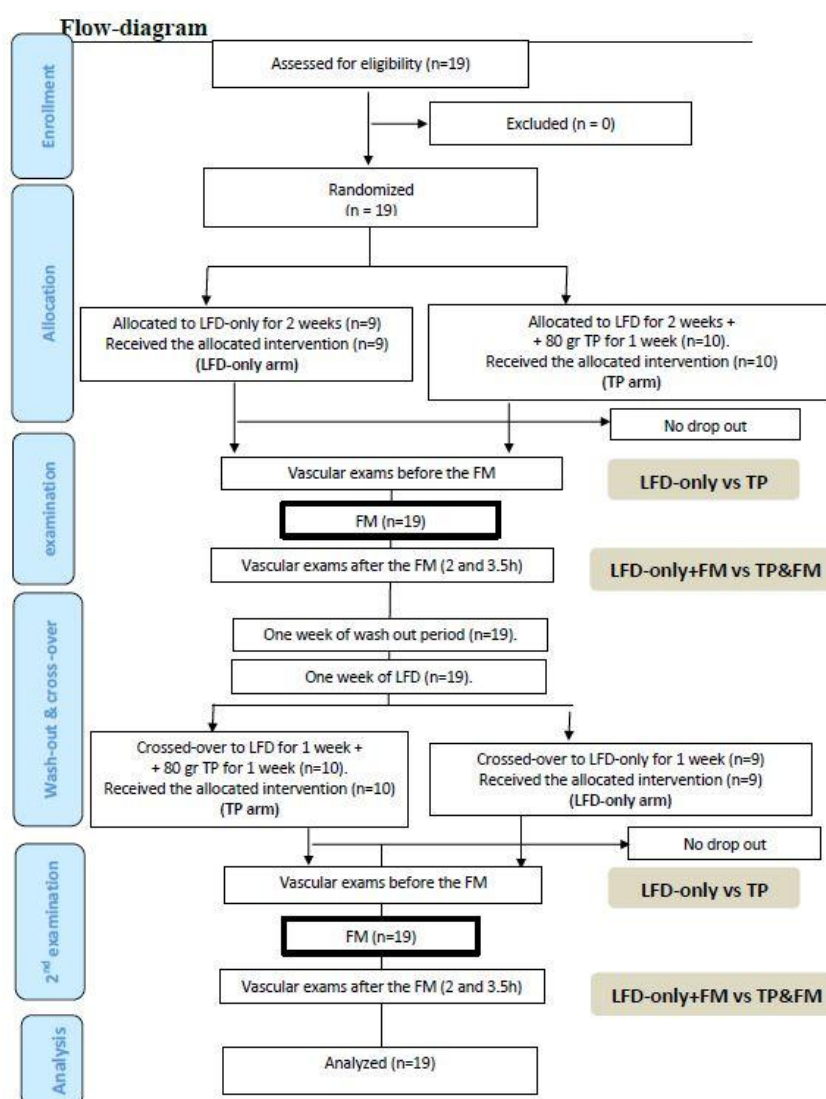 Flow-diagram
Enrollment
Assessed for eligibility (n=19)
Excluded (n = 0)
Randomized
(n = 19)
Allocation
Allocated to LFD-only for 2 weeks (n=9)
Received the allocated intervention (n=9)
(LFD-only arm)
Allocated to LFD for 2 weeks +
+ 80 gr TP for 1 week (n=10).
Received the allocated intervention (n=10)
(TP arm)
No drop out
examination
Vascular exams before the FM
LFD-only vs TP
FM (n=19)
Vascular exams after the FM (2 and 3.5h)
LFD-only+FM vs TP&FM
Wash-out & cross -over
One week of wash out period (n=19).
One week of LFD (n=19).
Crossed-over to LFD for 1 week +
+ 80 gr TP for 1 week (n=10).
Received the allocated intervention (n=10)
(TP arm)
Crossed-over to LFD-only for 1 week (n=9)
Received the allocated intervention (n=9)
(LFD-only arm)
No drop out
2nd examination
Vascular exams before the FM
LFD-only vs TP
FM (n=19)
Vascular exams after the FM (2 and 3.5h)
LFD-only+FM vs TP&FM
Analysis
Analyzed (n=19)